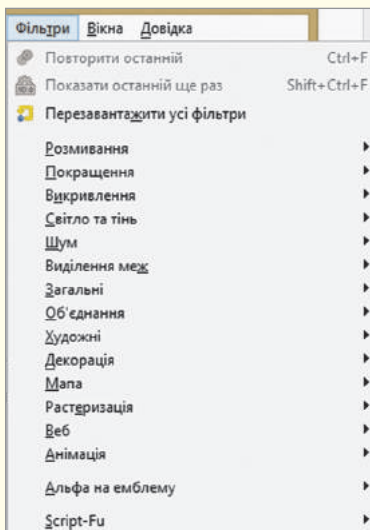 Фільтри Вікна Довідка
Повторити останній Ctrl+F
Показати останній ще раз Shift+Ctrl+F
Перезавантажити усі фільтри
Розмивання
Покращення
Викривлення
Світло та тінь
Шум
Виділення меж
Загальні
Об'єднання
Художні
Декорація
Мапа
Растеризація
Веб
Анімація
Альфа на емблему
Script-Fu